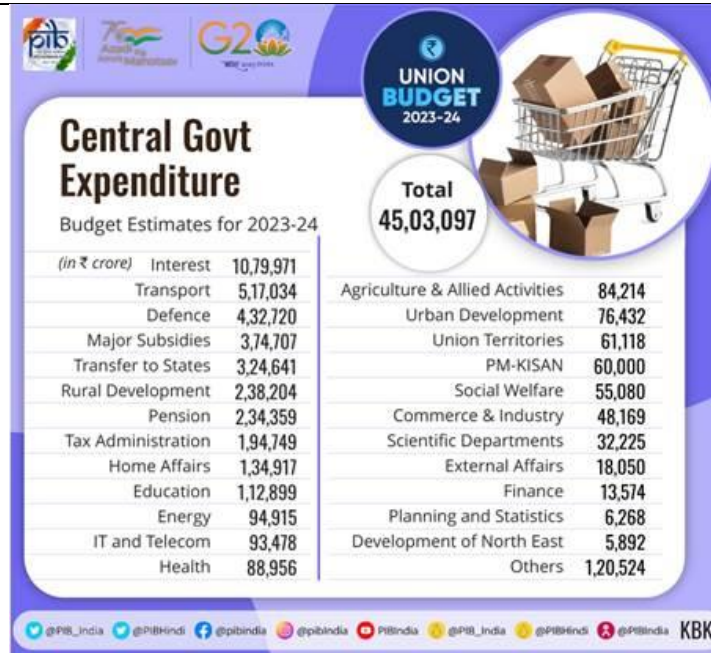 pib
75
Azadi Ka
Amrit Mahotsav
G20
₹
UNION
BUDGET
2023-24
Central Govt
Expenditure
Budget Estimates for 2023-24
Total
45,03,097
(in ₹ crore) Interest 10,79,971
Transport 5,17,034
Defence 4,32,720
Major Subsidies 3,74,707
Transfer to States 3,24,641
Rural Development 2,38,204
Pension 2,34,359
Tax Administration 1,94,749
Home Affairs 1,34,917
Education 1,12,899
Energy 94,915
IT and Telecom 93,478
Health 88,956
Agriculture & Allied Activities 84,214
Urban Development 76,432
Union Territories 61,118
PM-KISAN 60,000
Social Welfare 55,080
Commerce & Industry 48,169
Scientific Departments 32,225
External Affairs 18,050
Finance 13,574
Planning and Statistics 6,268
Development of North East 5,892
Others 1,20,524
@PIB_India @PIBHindi @pibindia @pibindia PIBIndia @PIB_India @PIBHindi @PIBIndia KBK